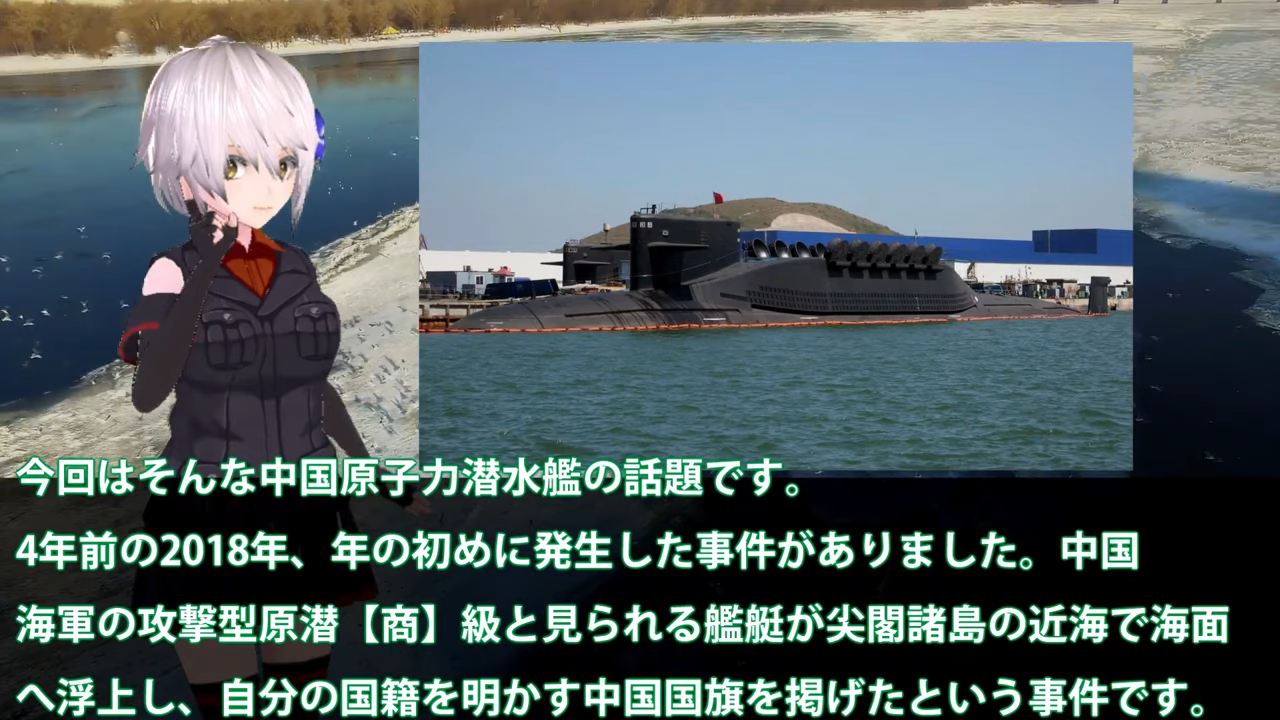 今回はそんな中国原子力潜水艦の話題です。
4年前の2018年、年の初めに発生した事件がありました。中国
海軍の攻撃型原潜【商】級と見られる艦艇が尖閣諸島の近海で海面
へ浮上し、自分の国籍を明かす中国国旗を掲げたという事件です。